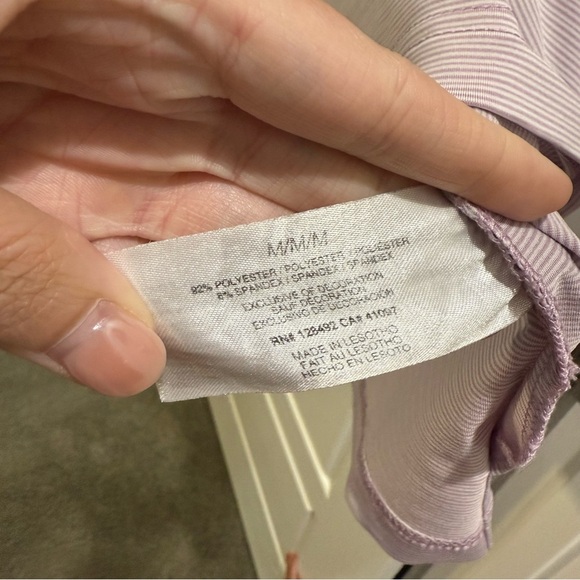 M/M/M
92% POLYESTER / POLYESTER / POLIÉSTER
8% SPANDEX / SPANDEX / SPANDEX
EXCLUSIVE OF DECORATION
SAUF DÉCORATION
EXCLUSIVO DE DECORACIÓN
RN# 128492 CA# 41097
MADE IN LESOTHO
FAIT AU LESOTHO
HECHO EN LESOTO